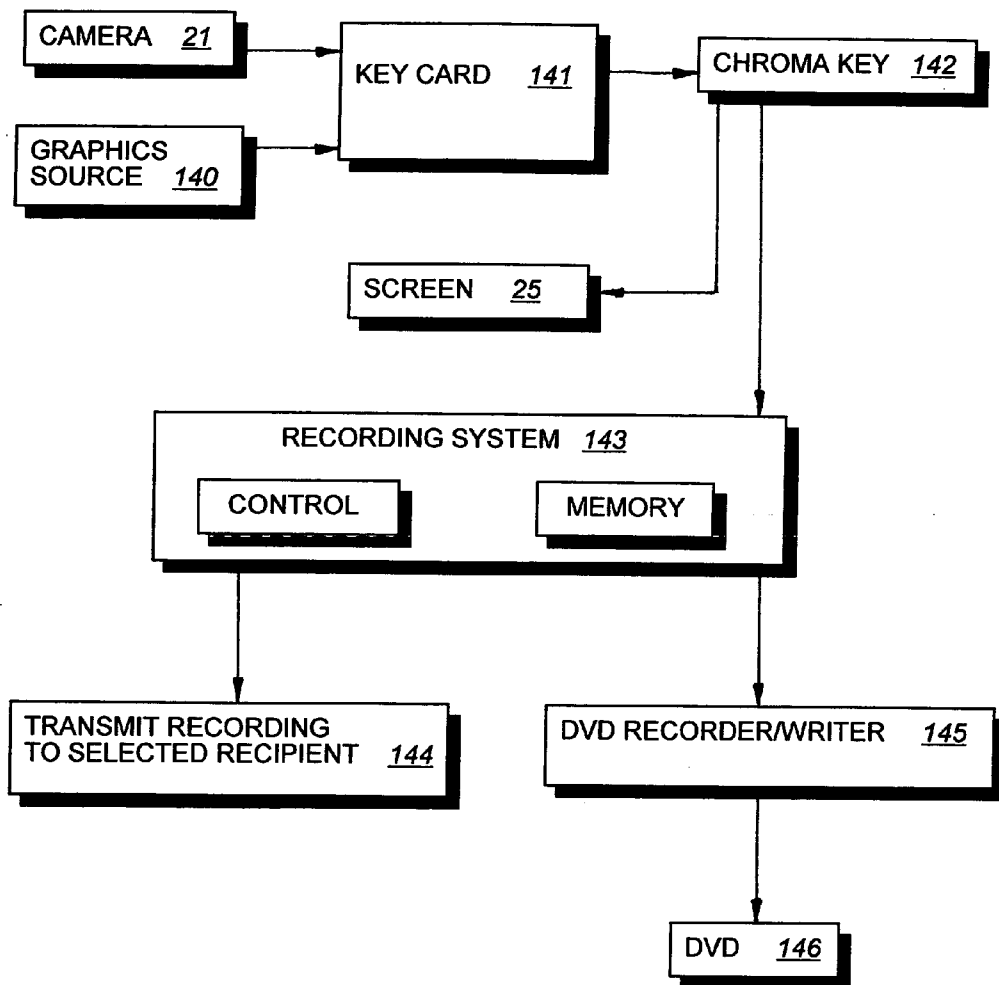 CAMERA 21
KEY CARD 141
CHROMA KEY 142
GRAPHICS
SOURCE 140
SCREEN 25
RECORDING SYSTEM 143
CONTROL
MEMORY
TRANSMIT RECORDING
TO SELECTED RECIPIENT 144
DVD RECORDER/WRITER 145
DVD 146